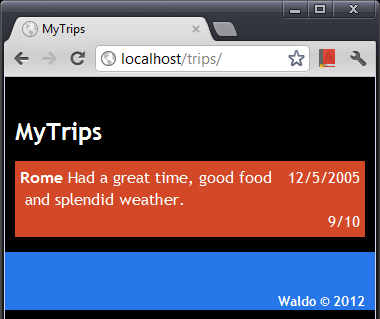 MyTrips
localhost/trips/
MyTrips
Rome Had a great time, good food 12/5/2005
and splendid weather.
9/10
Waldo © 2012